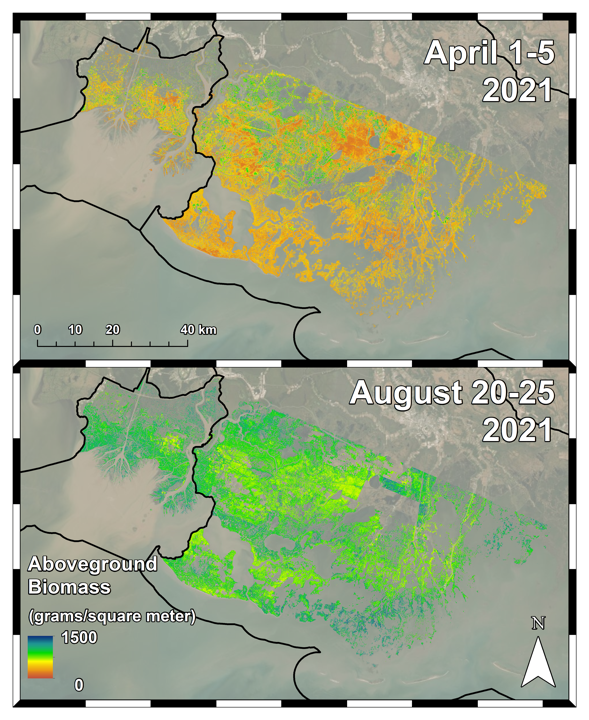 April 1-5
2021
0 10 20 40 km
August 20-25
2021
Aboveground
Biomass
(grams/square meter)
1500
0
N